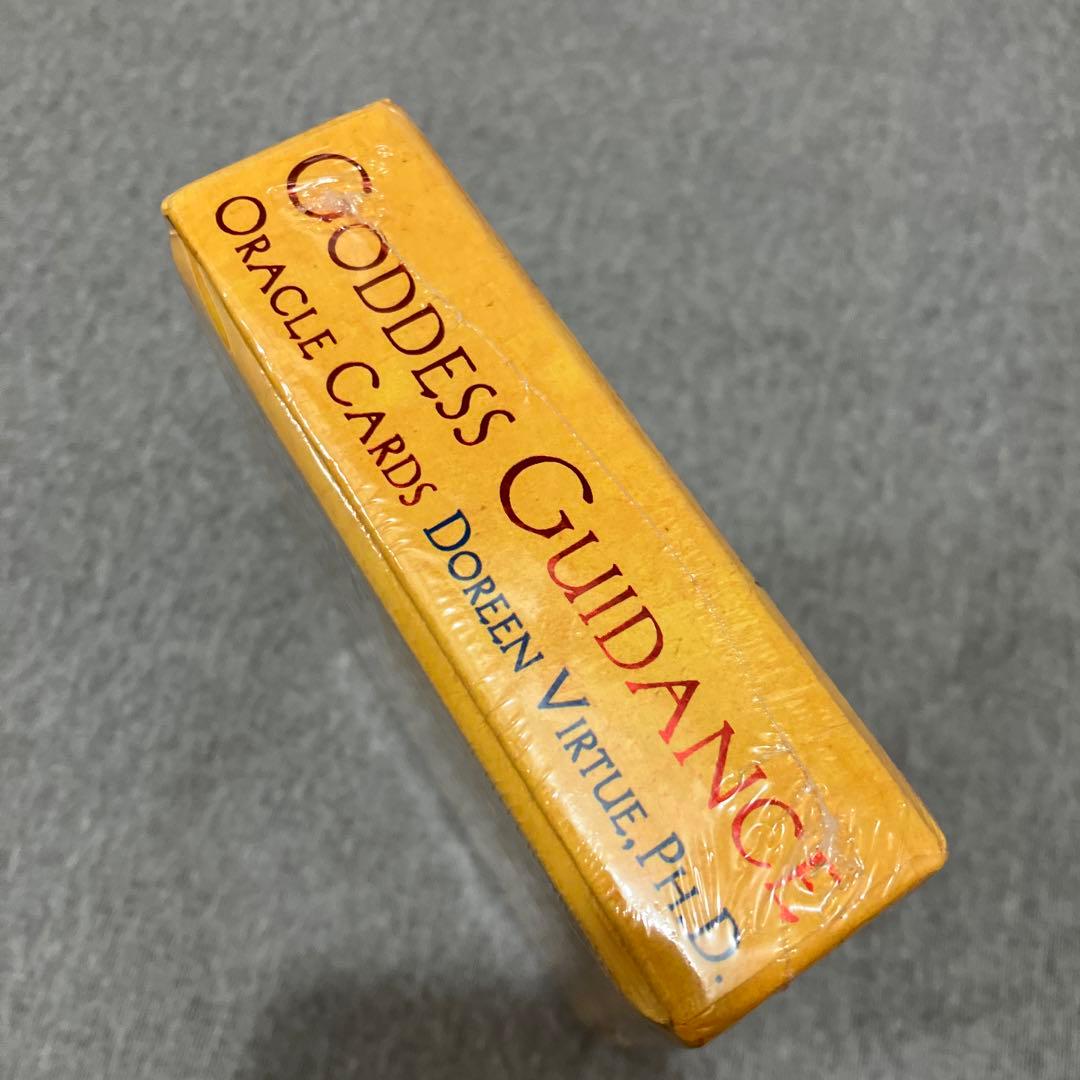 GODDESS GUIDANCE
ORACLE CARDS DOREEN VIRTUE, PH.D.